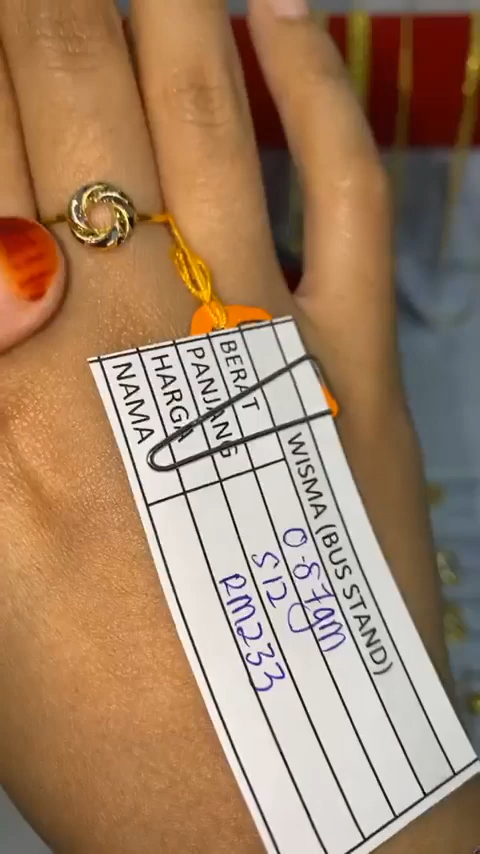 WISMA (BUS STAND)
BERAT 0.87gm
PANJANG S12
HARGA RM233
NAMA